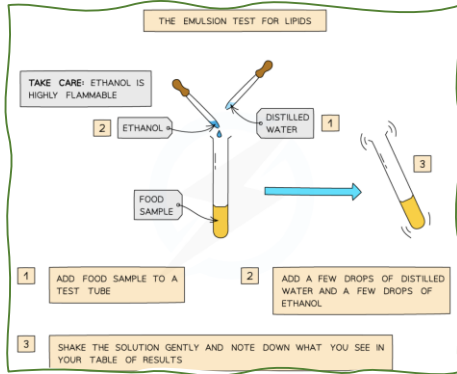 THE EMULSION TEST FOR LIPIDS
TAKE CARE: ETHANOL IS
HIGHLY FLAMMABLE
2
ETHANOL
DISTILLED
WATER
1
3
FOOD
SAMPLE
1
ADD FOOD SAMPLE TO A
TEST TUBE
2
ADD A FEW DROPS OF DISTILLED
WATER AND A FEW DROPS OF
ETHANOL
3
SHAKE THE SOLUTION GENTLY AND NOTE DOWN WHAT YOU SEE IN
YOUR TABLE OF RESULTS